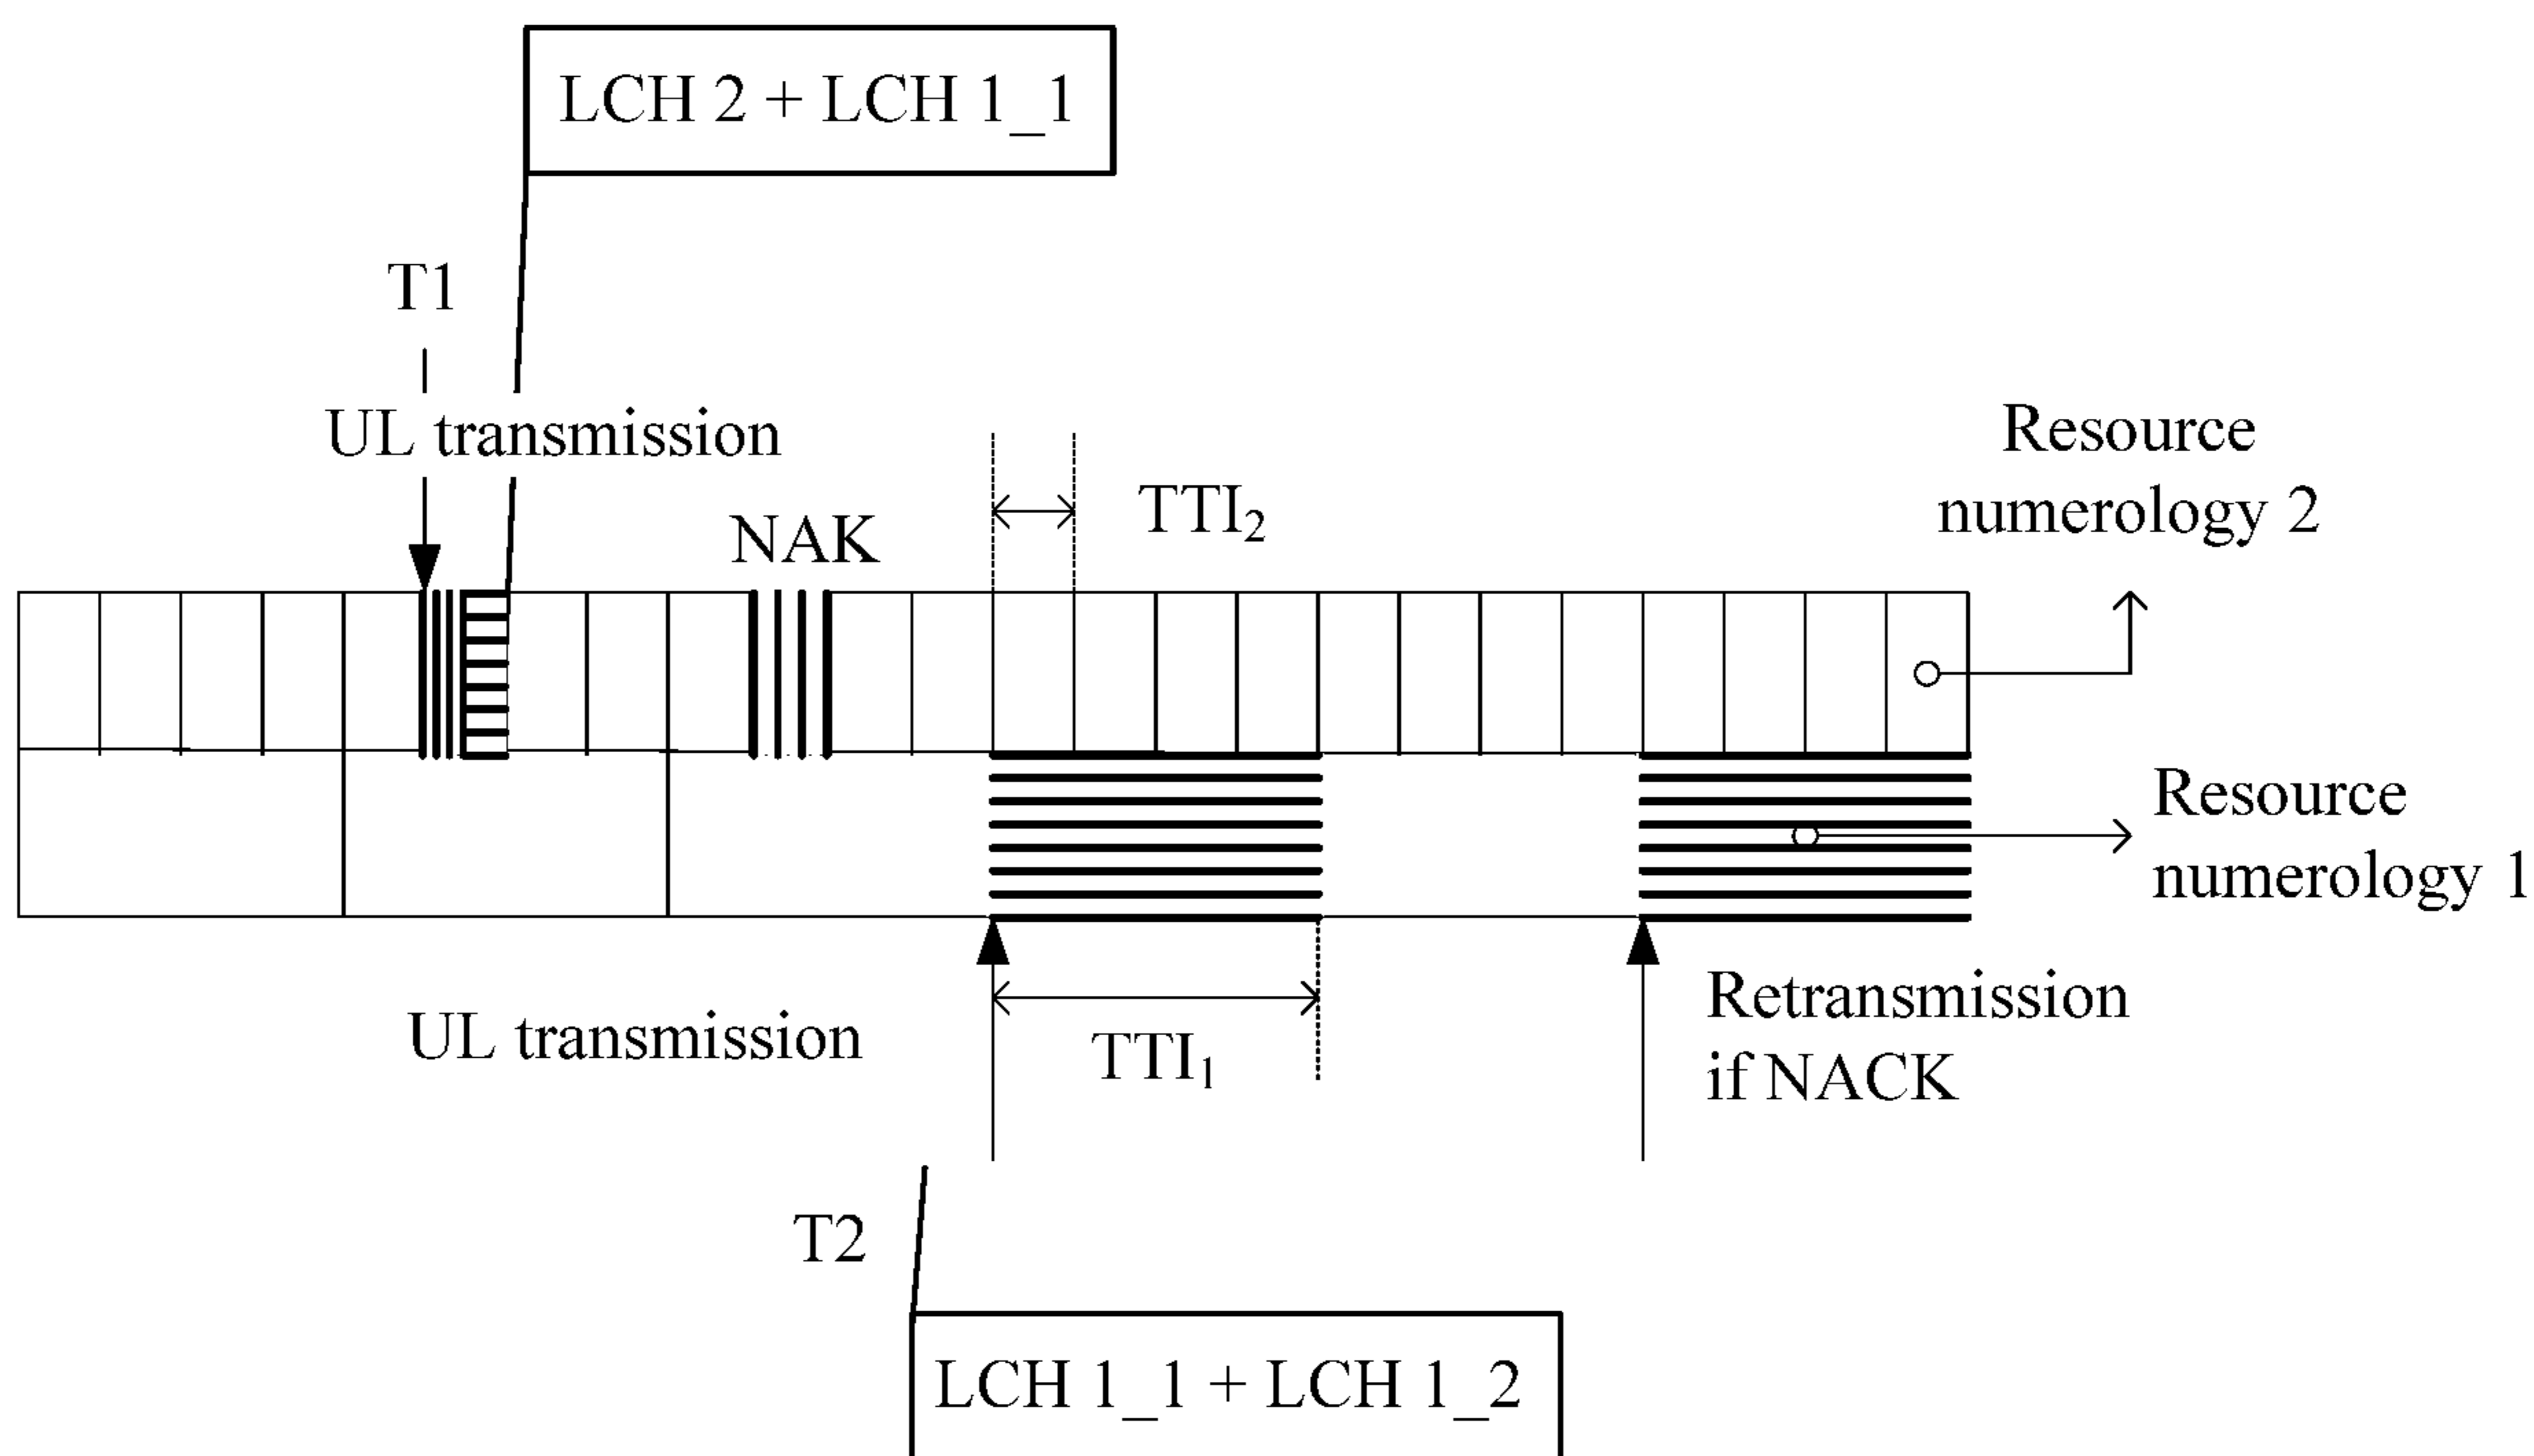 LCH 2 + LCH 1_1
T1
UL transmission
NAK
TTI₂
Resource
numerology 2
Resource
numerology 1
UL transmission
TTI₁
Retransmission
if NACK
T2
LCH 1_1 + LCH 1_2